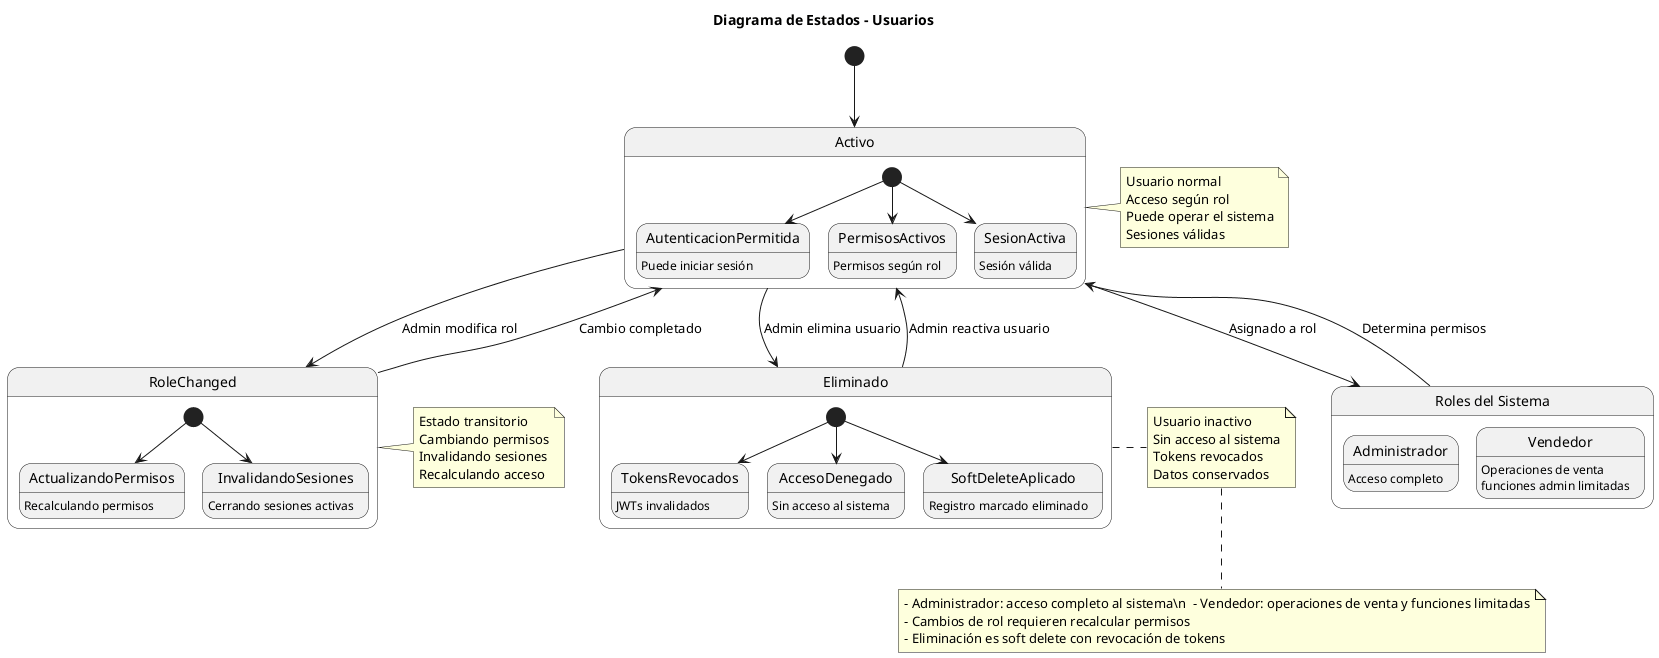 Diagrama de Estados - Usuarios
Activo
AutenticacionPermitida
Puede iniciar sesión
PermisosActivos
Permisos según rol
SesionActiva
Sesión válida
Usuario normal
Acceso según rol
Puede operar el sistema
Sesiones válidas
Admin modifica rol
Cambio completado
Admin elimina usuario
Admin reactiva usuario
Asignado a rol
Determina permisos
RoleChanged
ActualizandoPermisos
Recalculando permisos
InvalidandoSesiones
Cerrando sesiones activas
Estado transitorio
Cambiando permisos
Invalidando sesiones
Recalculando acceso
Eliminado
TokensRevocados
JWTs invalidados
AccesoDenegado
Sin acceso al sistema
SoftDeleteAplicado
Registro marcado eliminado
Usuario inactivo
Sin acceso al sistema
Tokens revocados
Datos conservados
Roles del Sistema
Administrador
Acceso completo
Vendedor
Operaciones de venta
funciones admin limitadas
- Administrador: acceso completo al sistema\n  - Vendedor: operaciones de venta y funciones limitadas
- Cambios de rol requieren recalcular permisos
- Eliminación es soft delete con revocación de tokens